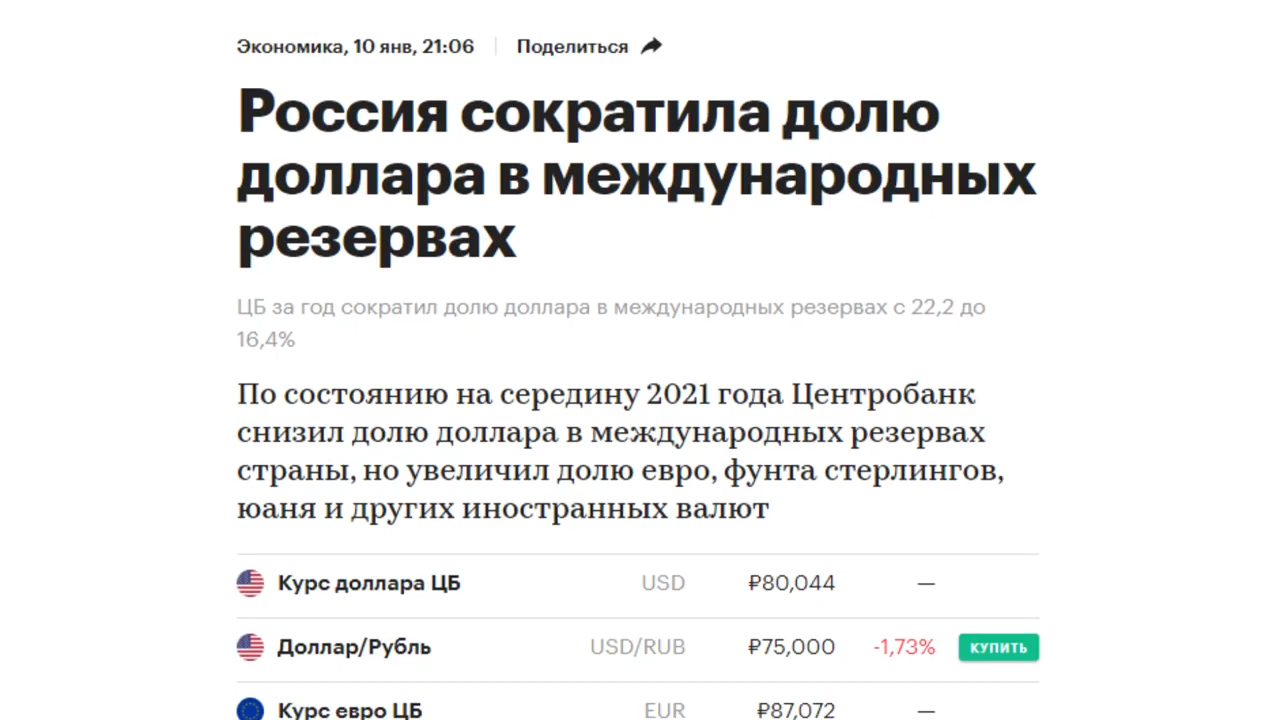 Экономика, 10 янв, 21:06 Поделиться
Россия сократила долю
доллара в международных
резервах
ЦБ за год сократил долю доллара в международных резервах с 22,2 до
16,4%
По состоянию на середину 2021 года Центробанк
снизил долю доллара в международных резервах
страны, но увеличил долю евро, фунта стерлингов,
юаня и других иностранных валют
Курс доллара ЦБ USD ₽80,044 —
Доллар/Рубль USD/RUB ₽75,000 -1,73% КУПИТЬ
Курс евро ЦБ EUR ₽87,072 —